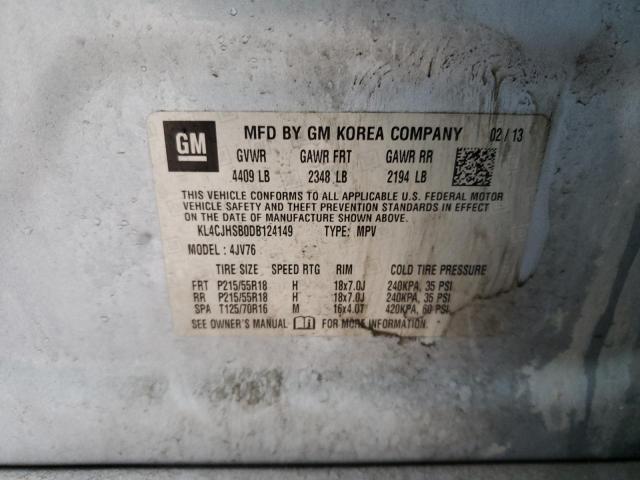 GM
MFD BY GM KOREA COMPANY 02/13
GVWR GAWR FRT GAWR RR
4409 LB 2348 LB 2194 LB
THIS VEHICLE CONFORMS TO ALL APPLICABLE U.S. FEDERAL MOTOR
VEHICLE SAFETY AND THEFT PREVENTION STANDARDS IN EFFECT
ON THE DATE OF MANUFACTURE SHOWN ABOVE.
KL4CJHSB0DB124149 TYPE: MPV
MODEL: 4JV76
TIRE SIZE SPEED RTG RIM COLD TIRE PRESSURE
FRT P215/55R18 H 18x7.0J 240KPA, 35 PSI
RR P215/55R18 H 18x7.0J 240KPA, 35 PSI
SPA T125/70R16 M 16x4.0T 420KPA, 60 PSI
SEE OWNER'S MANUAL FOR MORE INFORMATION.